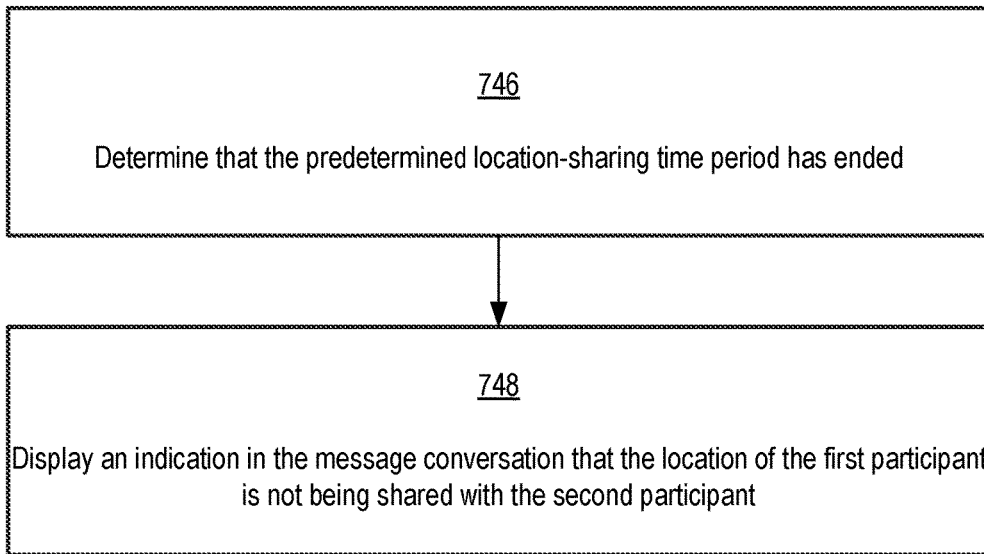 746
Determine that the predetermined location-sharing time period has ended
748
Display an indication in the message conversation that the location of the first participant
is not being shared with the second participant